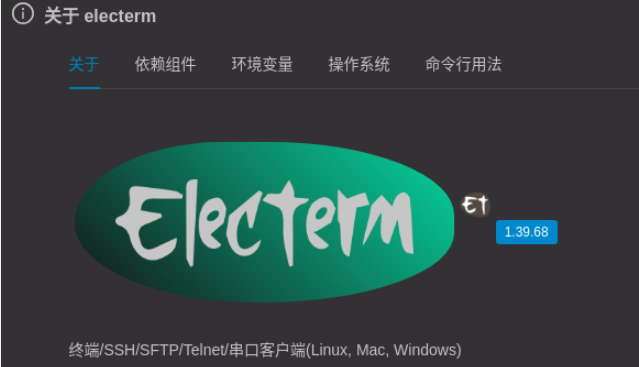 关于 electerm
关于 依赖组件 环境变量 操作系统 命令行用法
Electerm
Et
1.39.68
终端/SSH/SFTP/Telnet/串口客户端(Linux, Mac, Windows)